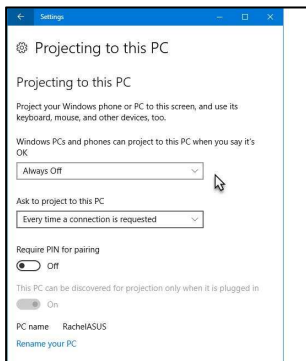 Settings
Projecting to this PC
Projecting to this PC
Project your Windows phone or PC to this screen, and use its
keyboard, mouse, and other devices, too.
Windows PCs and phones can project to this PC when you say it's
OK
Always Off
Ask to project to this PC
Every time a connection is requested
Require PIN for pairing
Off
This PC can be discovered for projection only when it is plugged in
On
PC name RachelASUS
Rename your PC